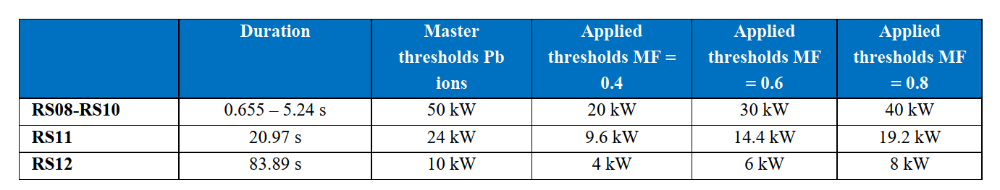 Duration
Master
thresholds Pb
ions
Applied
thresholds MF =
0.4
Applied
thresholds MF
= 0.6
Applied
thresholds MF
= 0.8
RS08-RS10 0.655 – 5.24 s 50 kW 20 kW 30 kW 40 kW
RS11 20.97 s 24 kW 9.6 kW 14.4 kW 19.2 kW
RS12 83.89 s 10 kW 4 kW 6 kW 8 kW